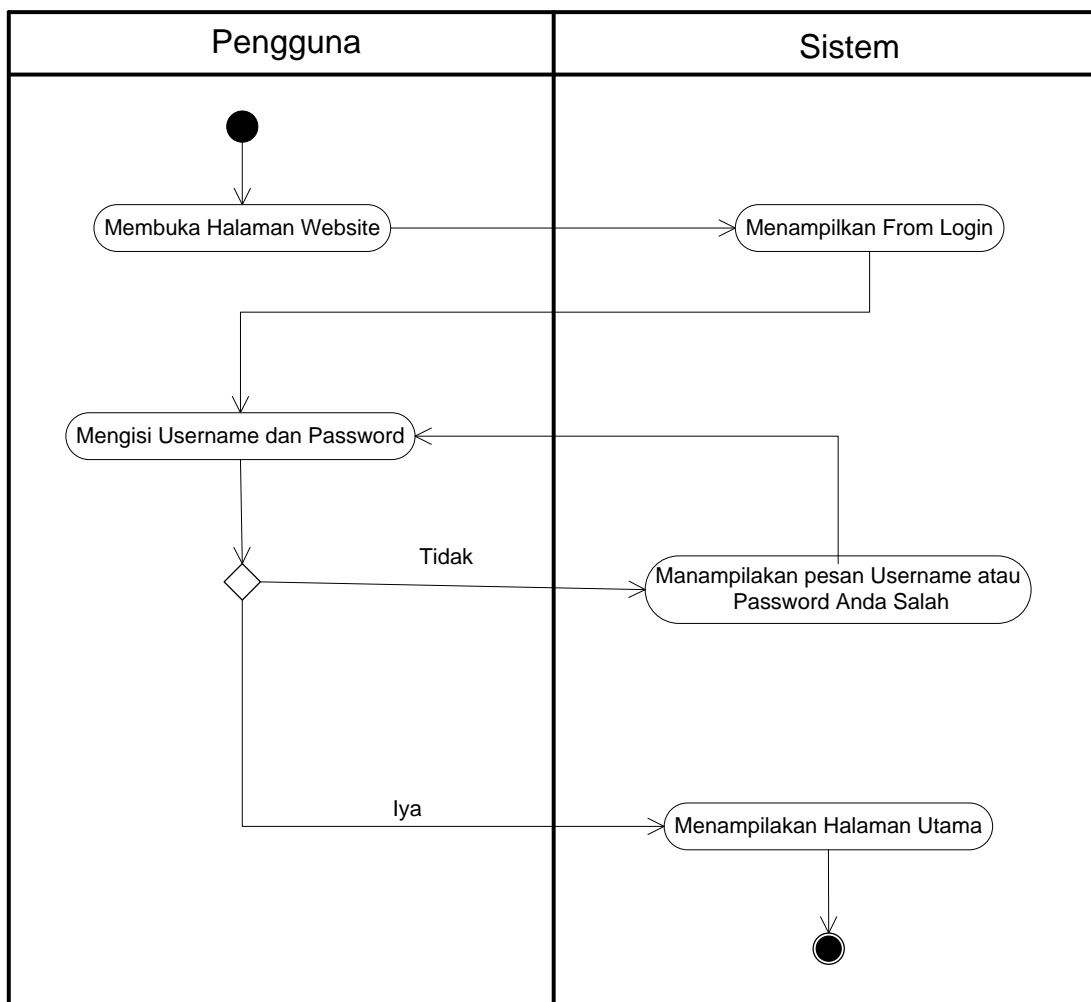 Pengguna
Sistem
Membuka Halaman Website
Menampilkan From Login
Mengisi Username dan Password
Tidak
Manampilakan pesan Username atau
Password Anda Salah
Iya
Menampilakan Halaman Utama